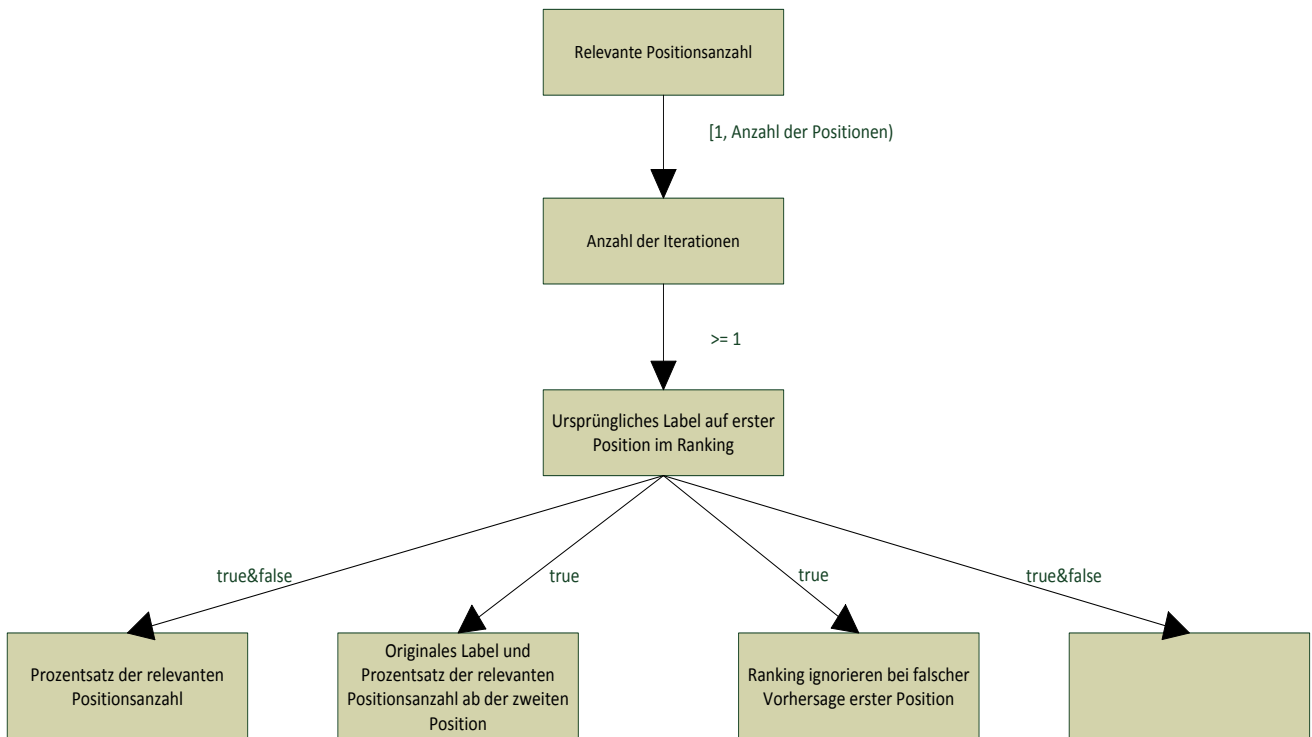 Relevante Positionsanzahl
[1, Anzahl der Positionen)
Anzahl der Iterationen
>= 1
Ursprüngliches Label auf erster
Position im Ranking
true&false
true
true
true&false
Prozentsatz der relevanten
Positionsanzahl
Originales Label und
Prozentsatz der relevanten
Positionsanzahl ab der zweiten
Position
Ranking ignorieren bei falscher
Vorhersage erster Position